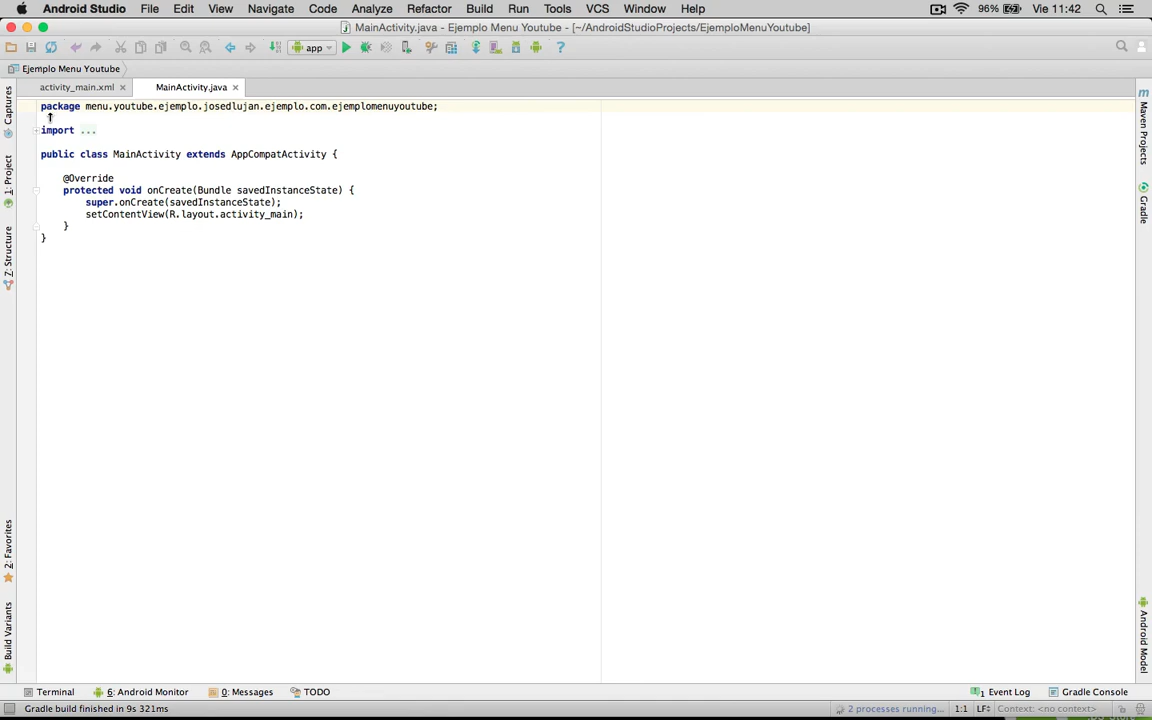 Android Studio File Edit View Navigate Code Analyze Refactor Build Run Tools VCS Window Help 96% Vie 11:42
MainActivity.java - Ejemplo Menu Youtube - [~/AndroidStudioProjects/EjemploMenuYoutube]
app
Ejemplo Menu Youtube
activity_main.xml MainActivity.java
package menu.youtube.ejemplo.josedlujan.ejemplo.com.ejemplomenuyoutube;
import ...
public class MainActivity extends AppCompatActivity {
@Override
protected void onCreate(Bundle savedInstanceState) {
super.onCreate(savedInstanceState);
setContentView(R.layout.activity_main);
}
}
Captures
1: Project
7: Structure
2: Favorites
Build Variants
Maven Projects
Gradle
Android Model
Terminal 6: Android Monitor 0: Messages TODO 1 Event Log Gradle Console
Gradle build finished in 9s 321ms 2 processes running... 1:1 LF Context: <no context>